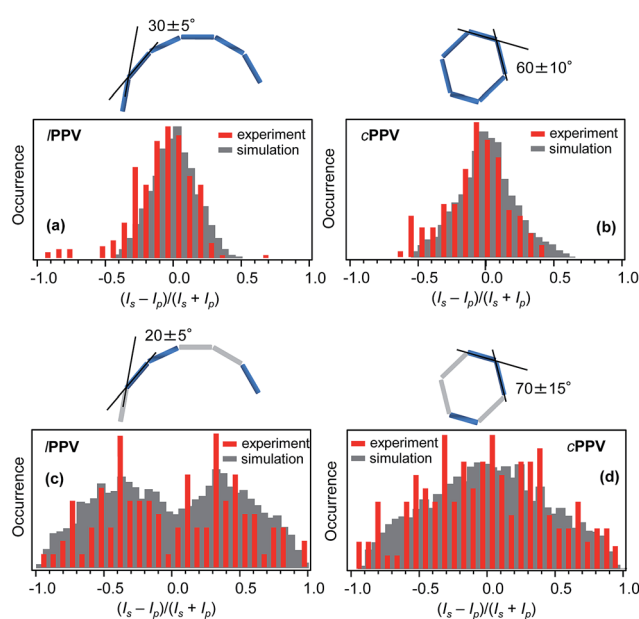 30±5°
60±10°
lPPV
experiment
simulation
(a)
Occurrence
-1.0 -0.5 0.0 0.5 1.0
(Is – Ip)/(Is + Ip)
cPPV
experiment
simulation
(b)
Occurrence
-1.0 -0.5 0.0 0.5 1.0
(Is – Ip)/(Is + Ip)
20±5°
70±15°
lPPV
experiment
simulation
(c)
Occurrence
-1.0 -0.5 0.0 0.5 1.0
(Is – Ip)/(Is + Ip)
experiment
simulation
cPPV
(d)
Occurrence
-1.0 -0.5 0.0 0.5 1.0
(Is – Ip)/(Is + Ip)